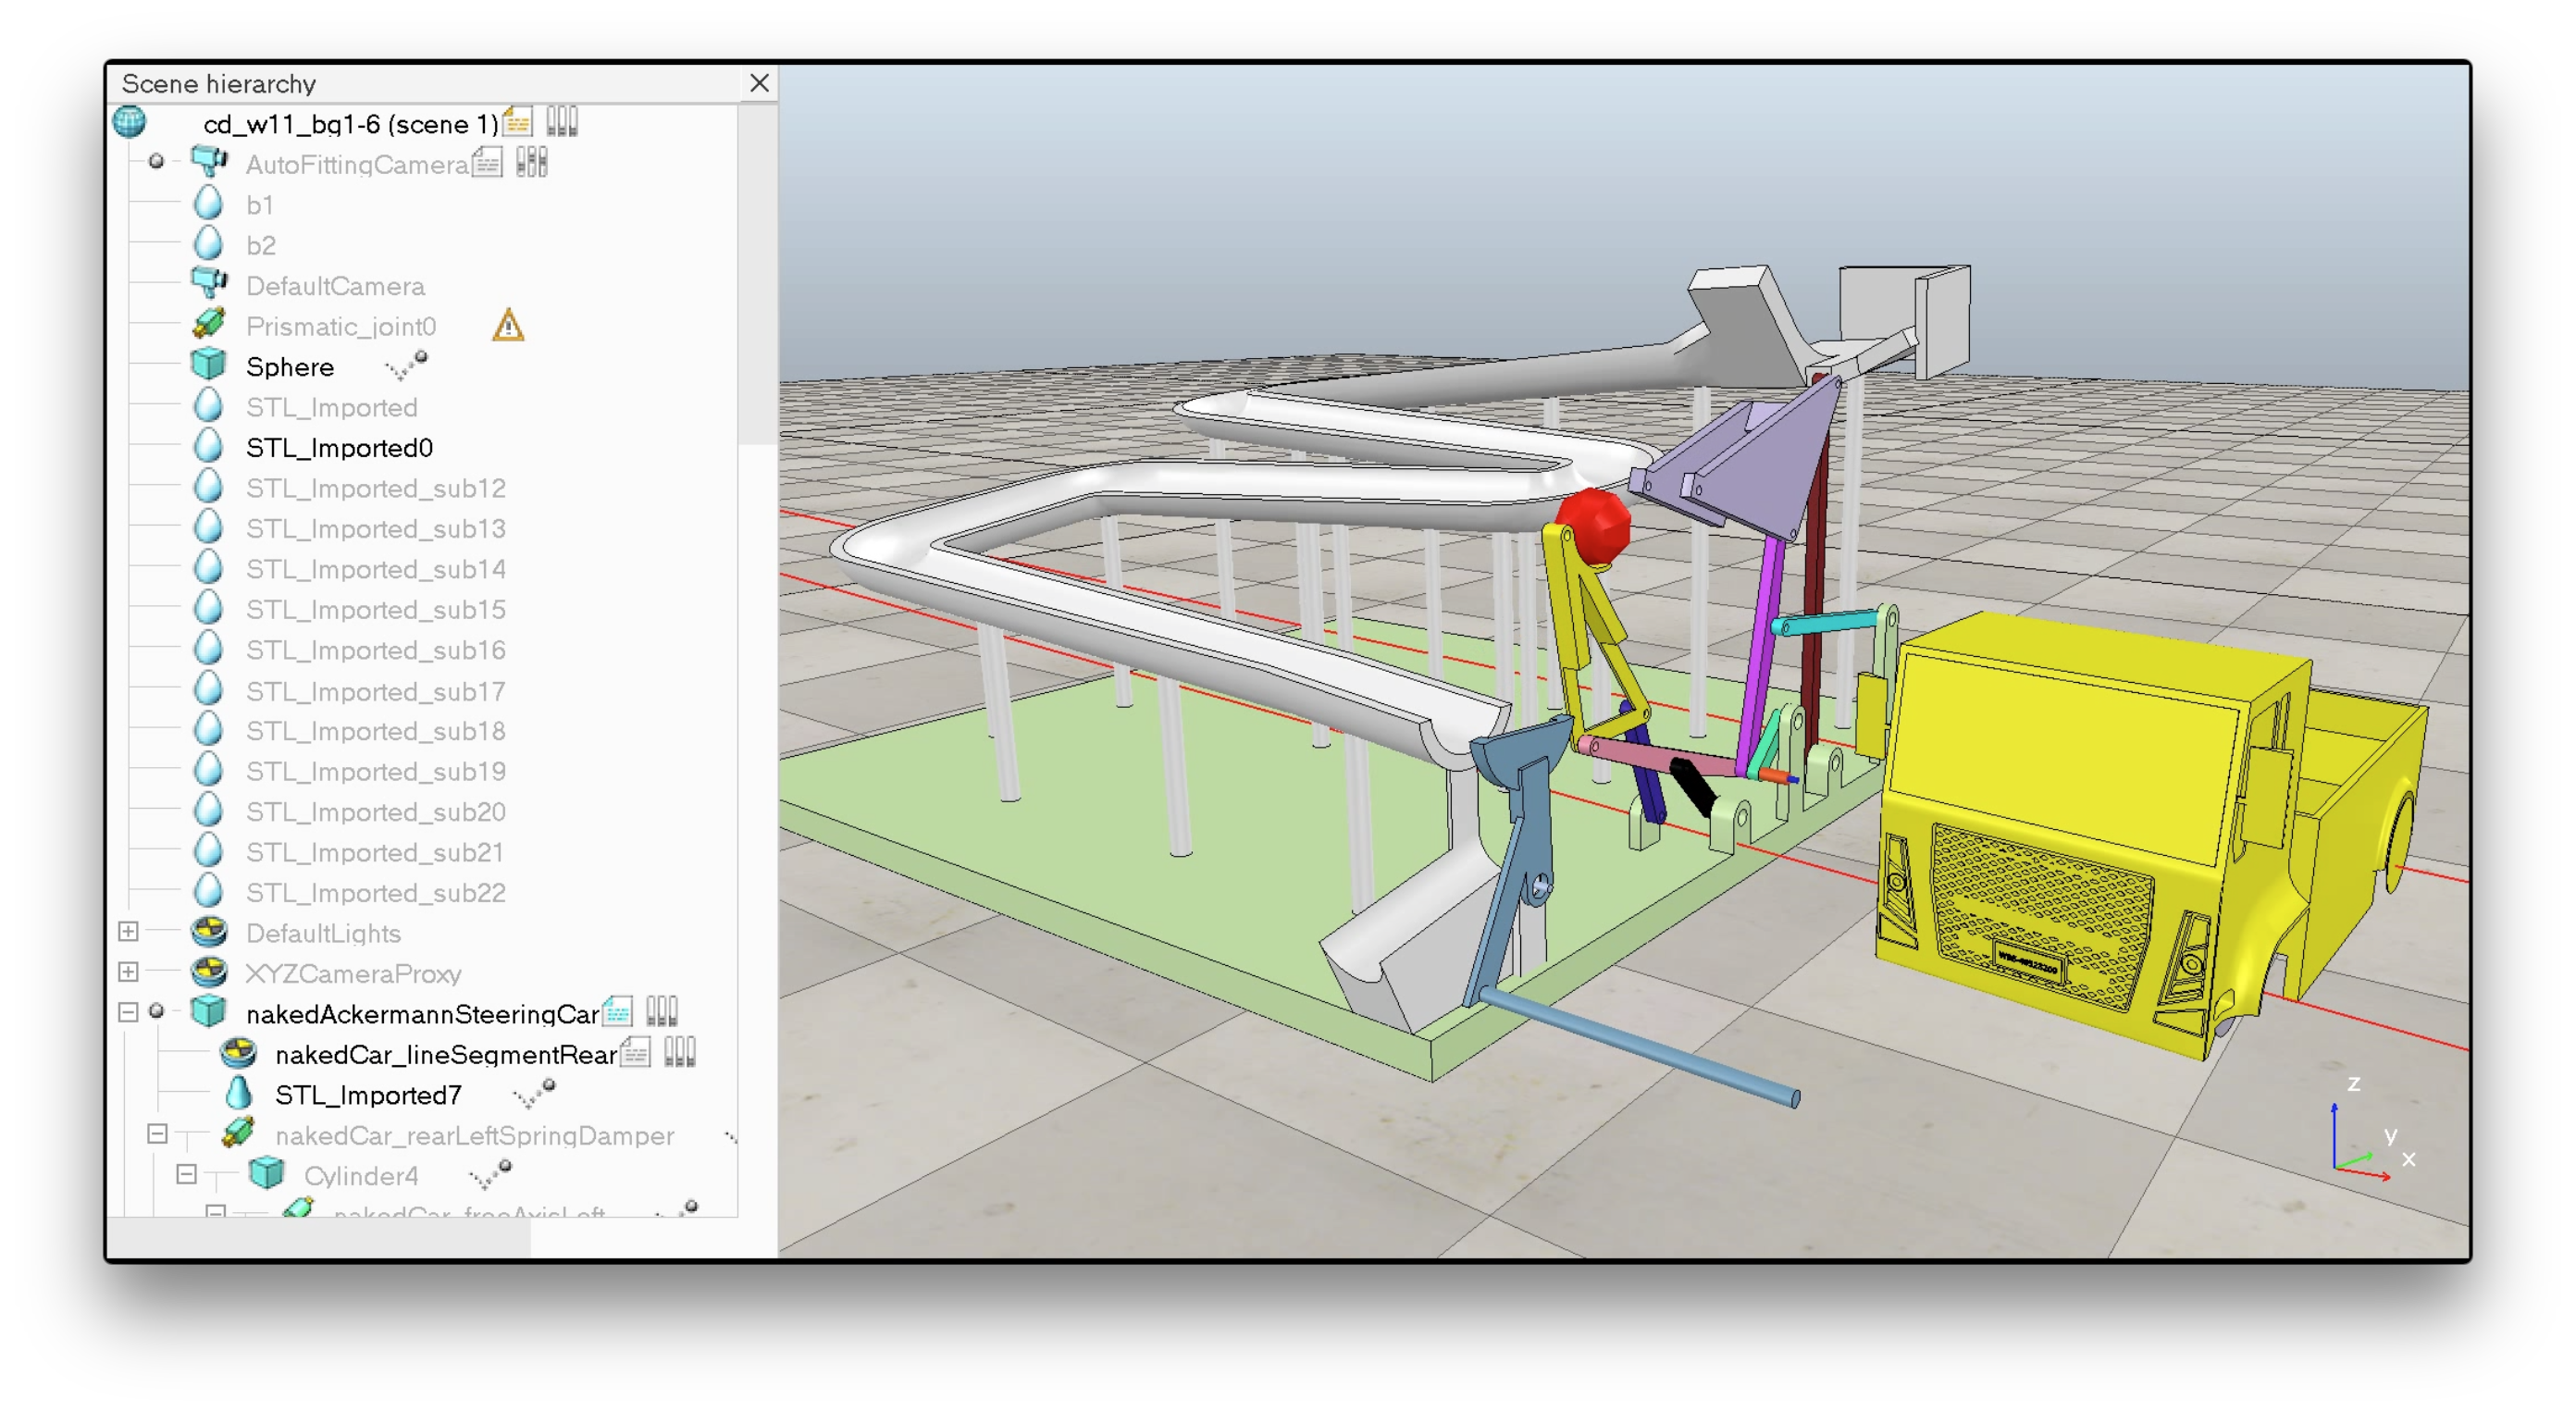 Scene hierarchy
cd_w11_bg1-6 (scene 1)
AutoFittingCamera
b1
b2
DefaultCamera
Prismatic_joint0
Sphere
STL_Imported
STL_Imported0
STL_Imported_sub12
STL_Imported_sub13
STL_Imported_sub14
STL_Imported_sub15
STL_Imported_sub16
STL_Imported_sub17
STL_Imported_sub18
STL_Imported_sub19
STL_Imported_sub20
STL_Imported_sub21
STL_Imported_sub22
DefaultLights
XYZCameraProxy
nakedAckermannSteeringCar
nakedCar_lineSegmentRear
STL_Imported7
nakedCar_rearLeftSpringDamper
Cylinder4
nakedCar_freeAxisLeft
z
y
x